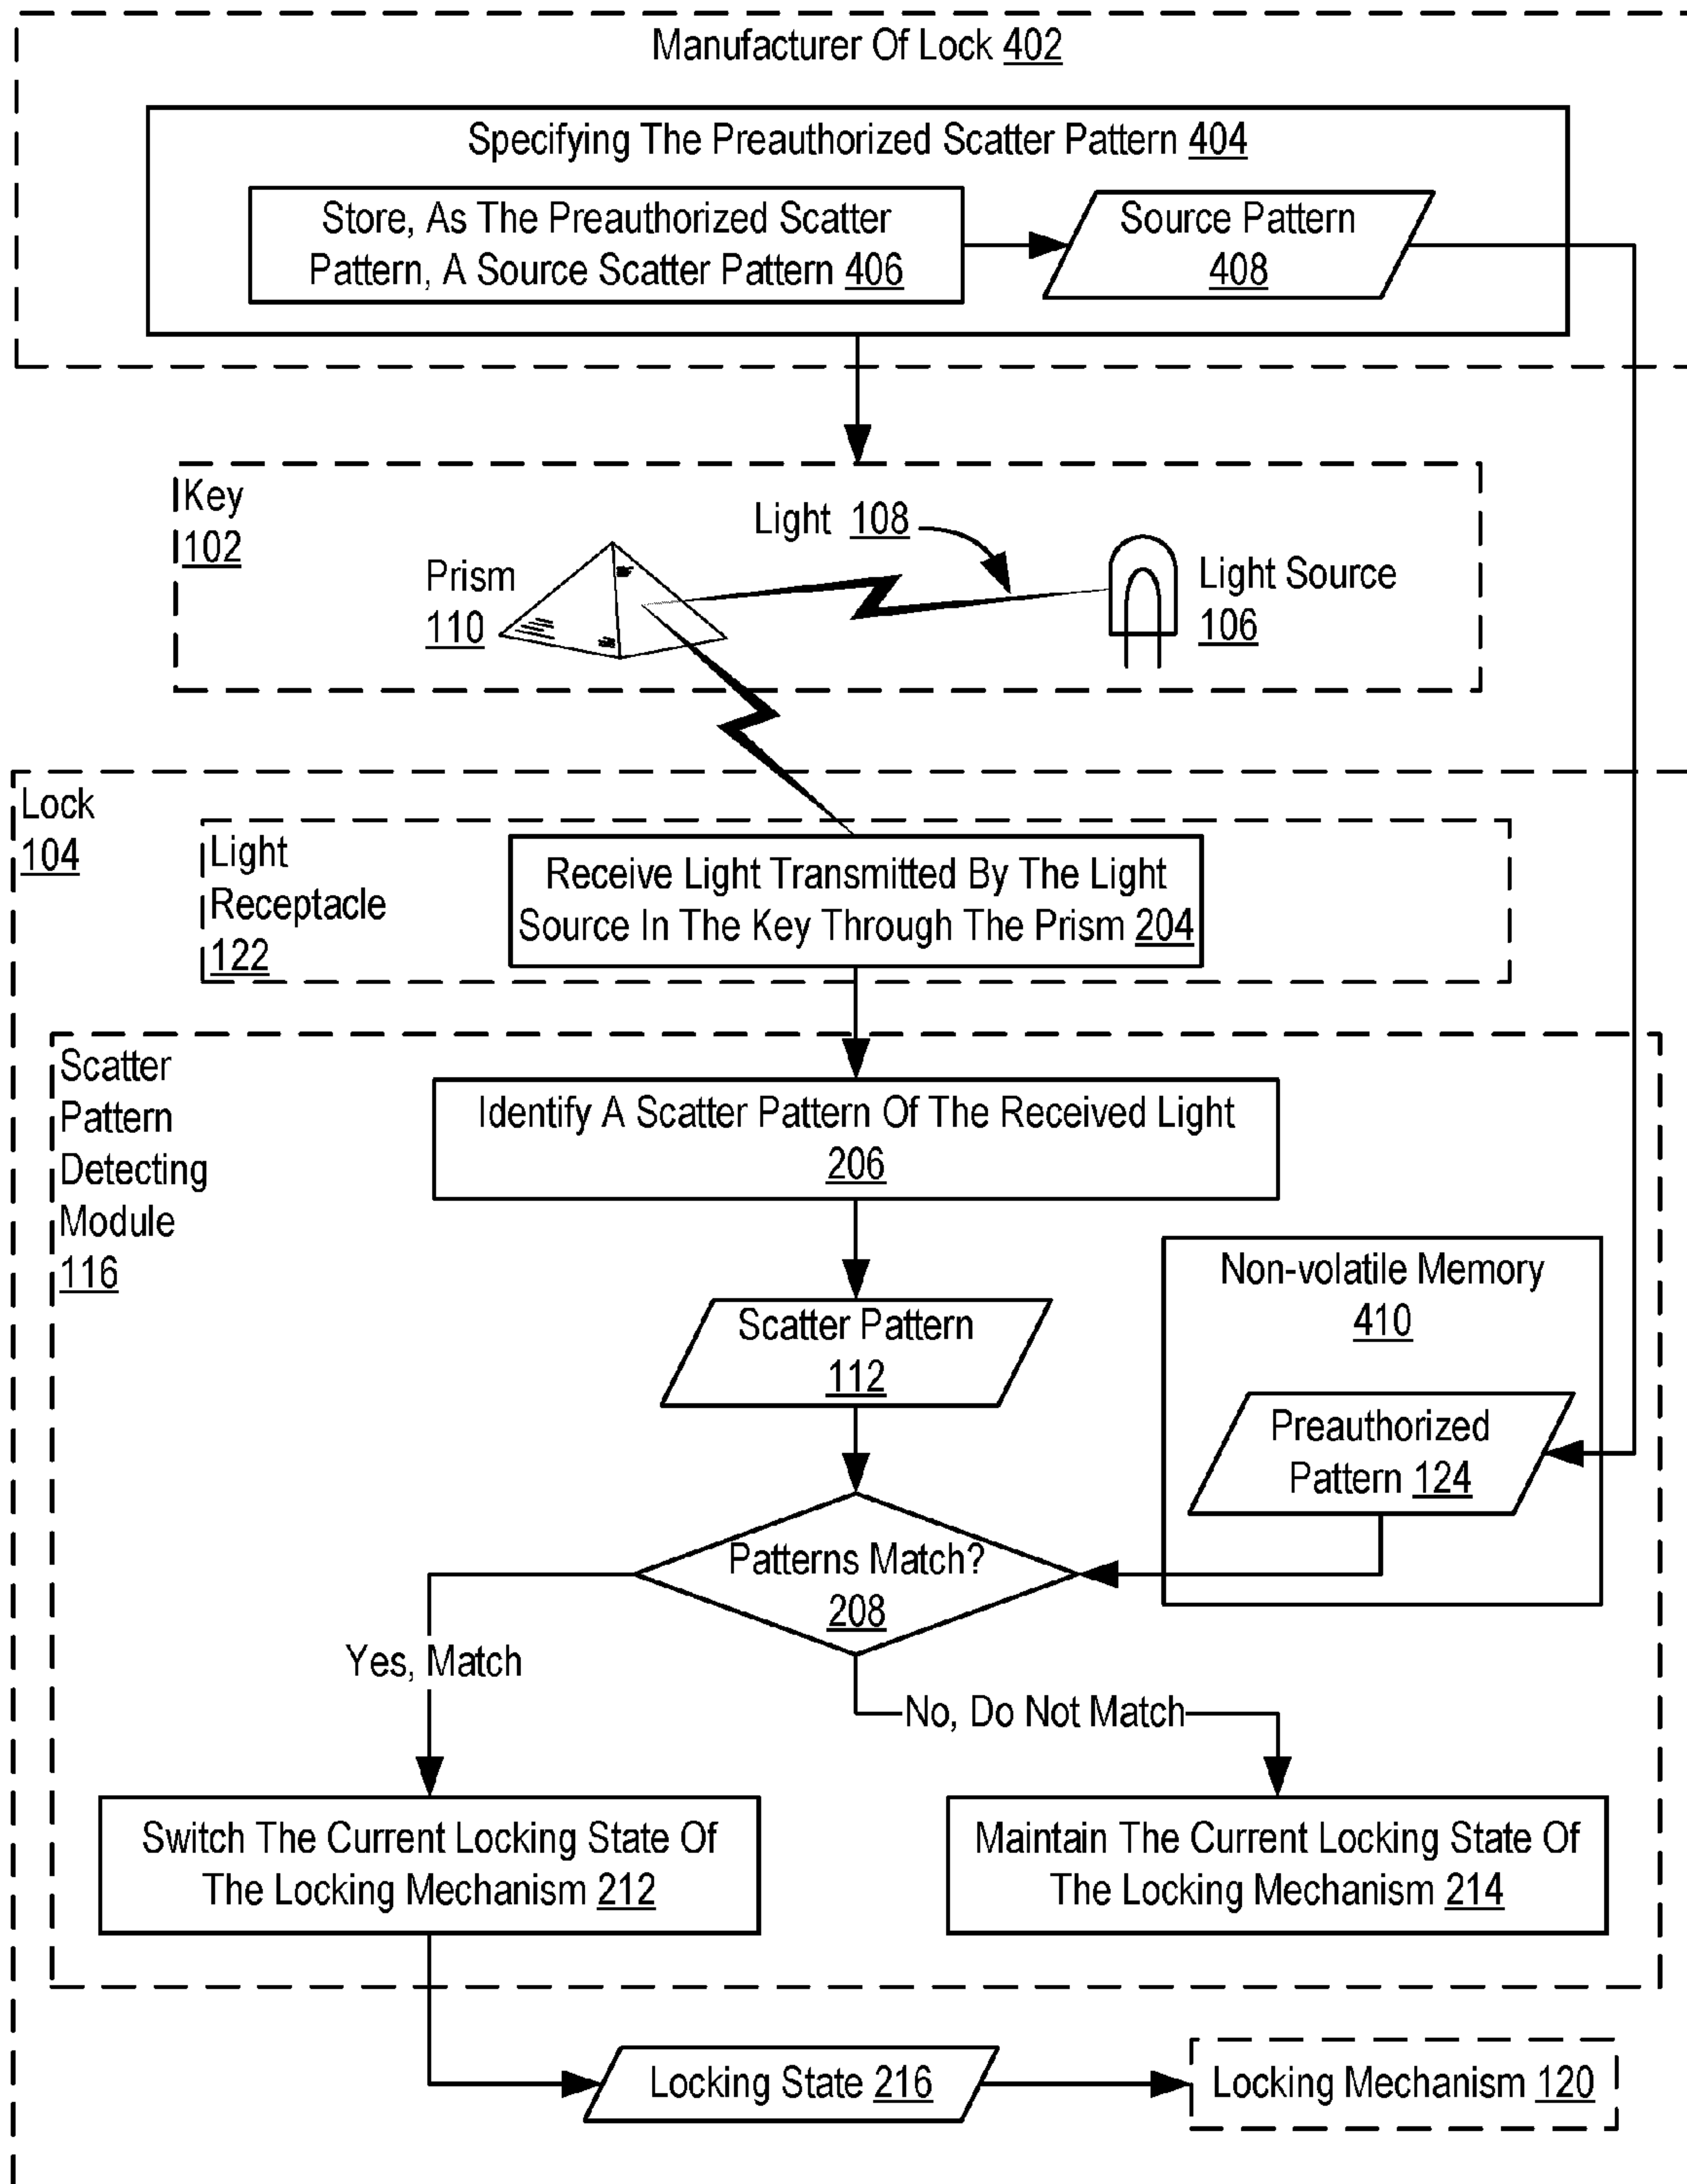 Manufacturer Of Lock 402
Specifying The Preauthorized Scatter Pattern 404
Store, As The Preauthorized Scatter
Pattern, A Source Scatter Pattern 406
Source Pattern
408
Key
102
Light 108
Prism
110
Light Source
106
Lock
104
Light
Receptacle
122
Receive Light Transmitted By The Light
Source In The Key Through The Prism 204
Scatter
Pattern
Detecting
Module
116
Identify A Scatter Pattern Of The Received Light
206
Non-volatile Memory
410
Scatter Pattern
112
Preauthorized
Pattern 124
Patterns Match?
208
Yes, Match
No, Do Not Match
Switch The Current Locking State Of
The Locking Mechanism 212
Maintain The Current Locking State Of
The Locking Mechanism 214
Locking State 216
Locking Mechanism 120